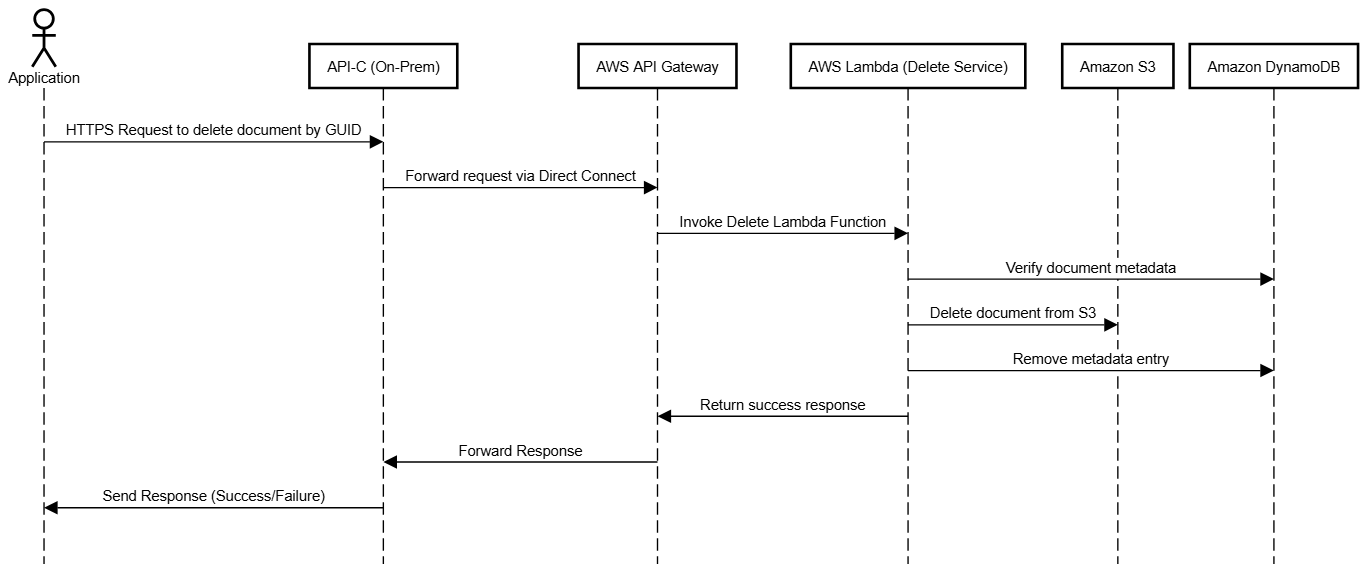 Application
API-C (On-Prem)
AWS API Gateway
AWS Lambda (Delete Service)
Amazon S3
Amazon DynamoDB
HTTPS Request to delete document by GUID
Forward request via Direct Connect
Invoke Delete Lambda Function
Verify document metadata
Delete document from S3
Remove metadata entry
Return success response
Forward Response
Send Response (Success/Failure)